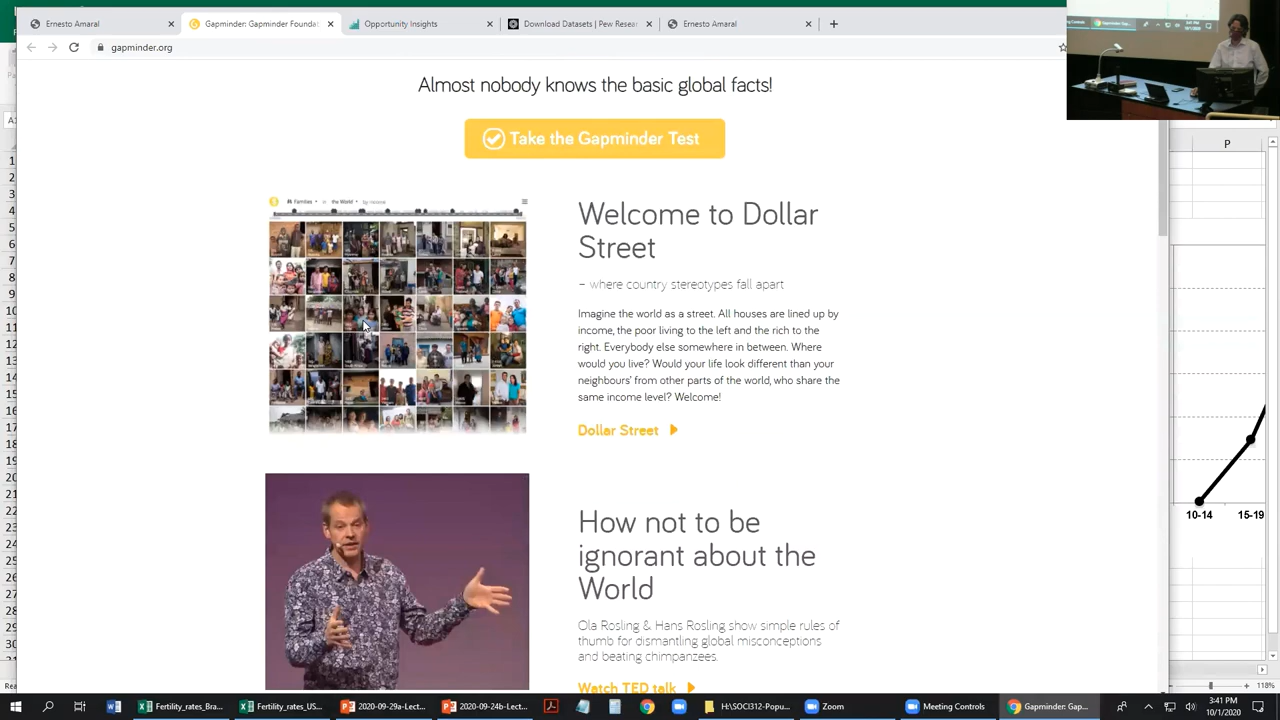 Ernesto Amaral
Gapminder: Gapminder Foundat
Opportunity Insights
Download Datasets | Pew Resear
Ernesto Amaral
gapminder.org
Almost nobody knows the basic global facts!
Take the Gapminder Test
Families
the World
by income
Welcome to Dollar
Street
– where country stereotypes fall apart
Imagine the world as a street. All houses are lined up by
income, the poor living to the left and the rich to the
right. Everybody else somewhere in between. Where
would you live? Would your life look different than your
neighbours' from other parts of the world, who share the
same income level? Welcome!
Dollar Street
How not to be
ignorant about the
World
Ola Rosling & Hans Rosling show simple rules of
thumb for dismantling global misconceptions
and beating chimpanzees.
Watch TED talk
P
10-14
15-19
118%
Fertility_rates_Bra...
Fertility_rates_US...
2020-09-29a-Lect...
2020-09-24b-Lect...
H:\SOCI312-Popu...
Zoom
Meeting Controls
Gapminder: Gap...
3:41 PM
10/1/2020